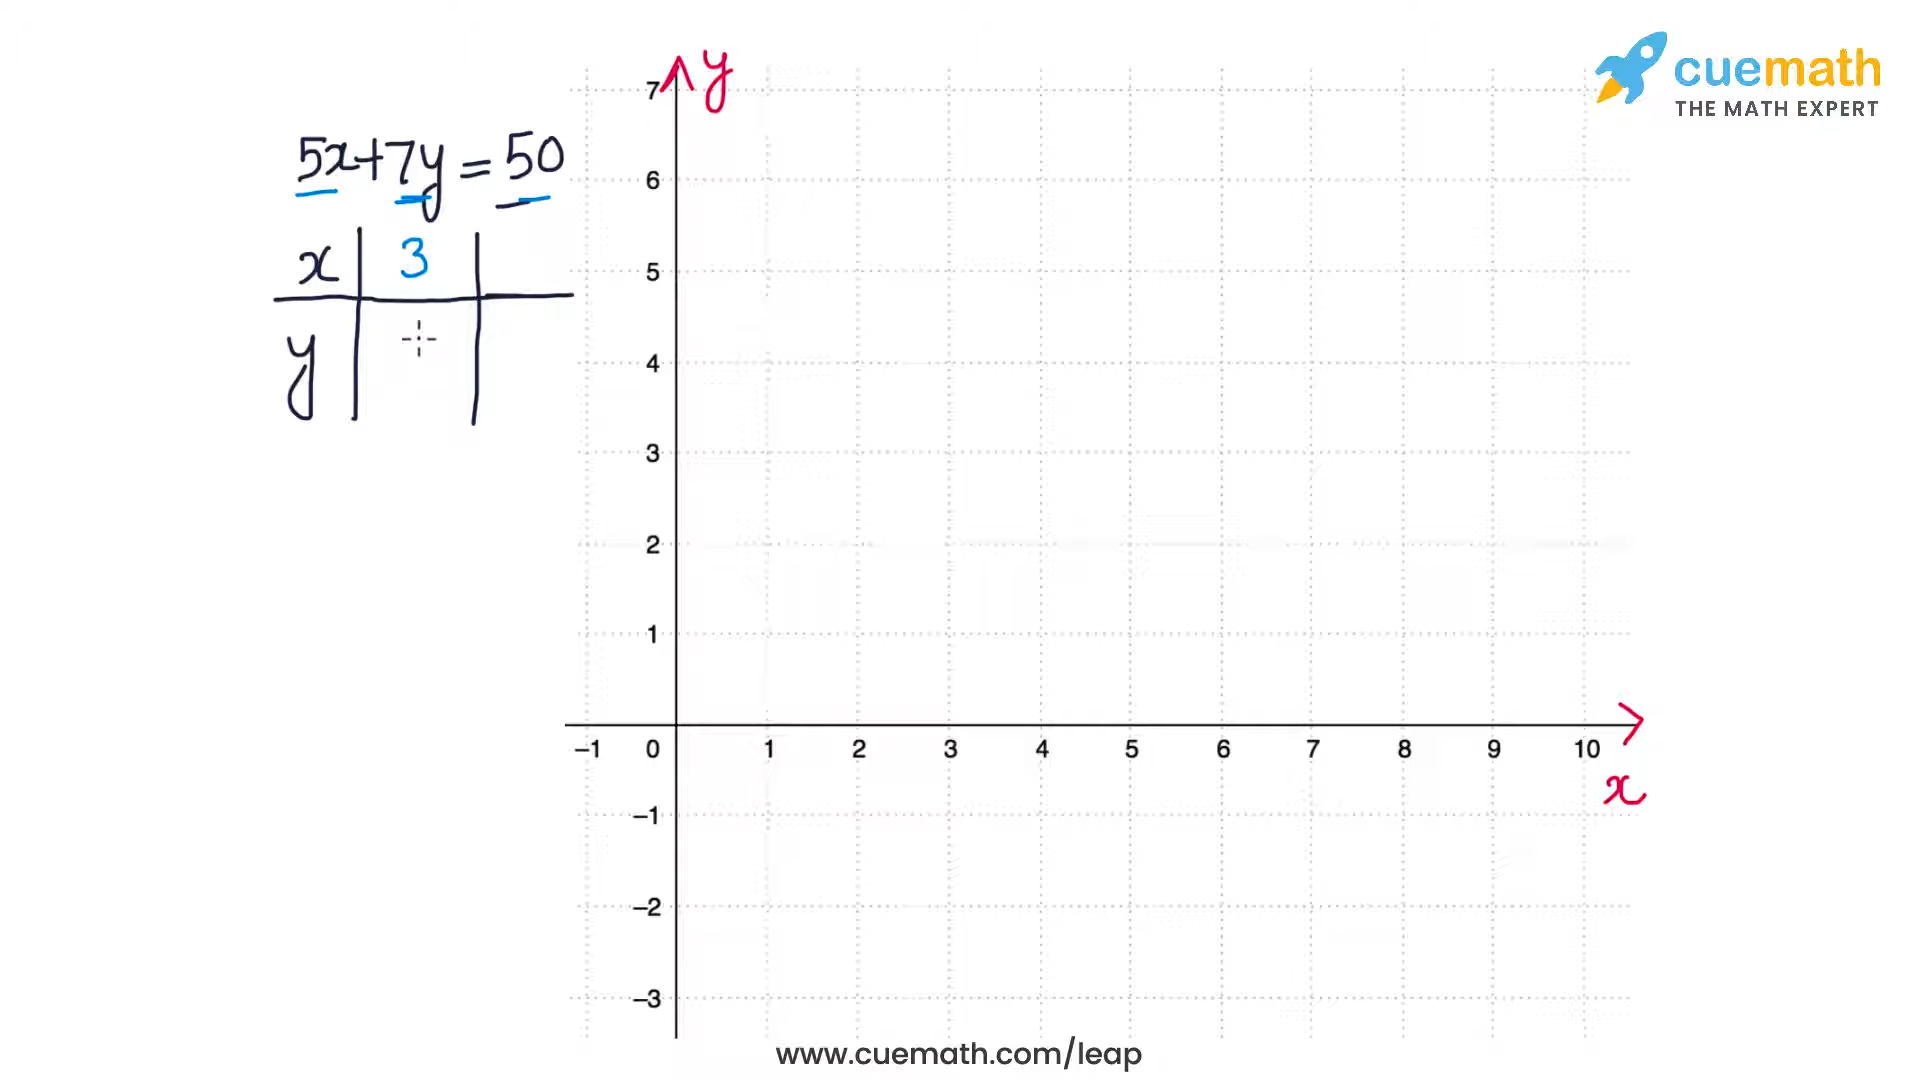 cuemath
THE MATH EXPERT
y
5x+7y=50
x 3
y
7
6
5
4
3
2
1
–1 0 1 2 3 4 5 6 7 8 9 10
x
–1
–2
–3
www.cuemath.com/leap